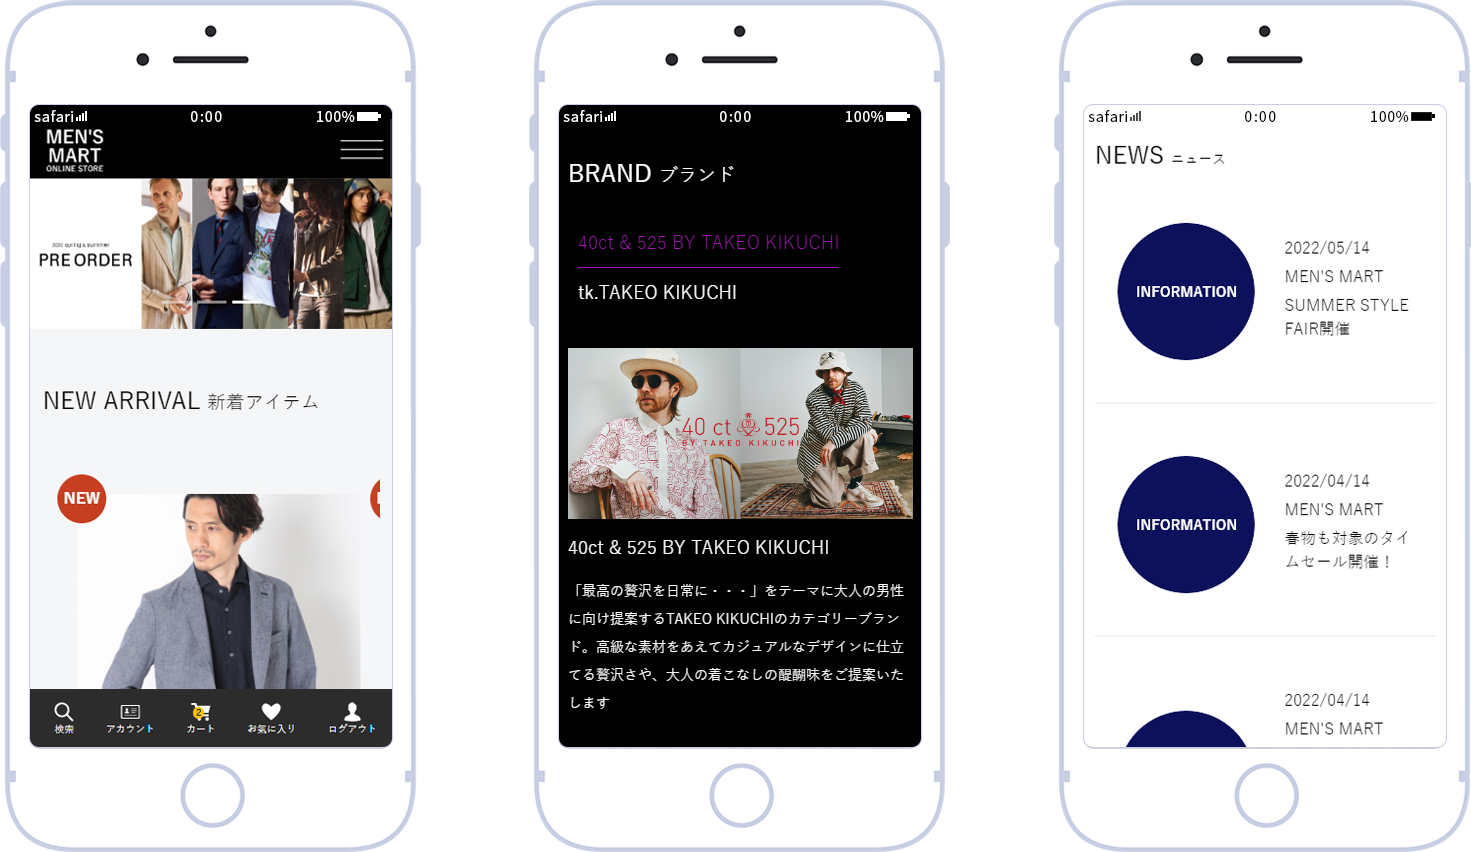 safari 0:00 100%
MEN'S
MART
ONLINE STORE
2022 spring & summer
PRE ORDER
NEW ARRIVAL 新着アイテム
NEW
検索 アカウント 2 カート お気に入り ログアウト
safari 0:00 100%
BRAND ブランド
40ct & 525 BY TAKEO KIKUCHI
tk.TAKEO KIKUCHI
40 ct 525
BY TAKEO KIKUCHI
40ct & 525 BY TAKEO KIKUCHI
「最高の贅沢を日常に・・・」をテーマに大人の男性
に向け提案するTAKEO KIKUCHIのカテゴリーブラン
ド。高級な素材をあえてカジュアルなデザインに仕立
てる贅沢さや、大人の着こなしの醍醐味をご提案いた
します
safari 0:00 100%
NEWS ニュース
INFORMATION
2022/05/14
MEN'S MART
SUMMER STYLE
FAIR開催
INFORMATION
2022/04/14
MEN'S MART
春物も対象のタイ
ムセール開催！
2022/04/14
MEN'S MART